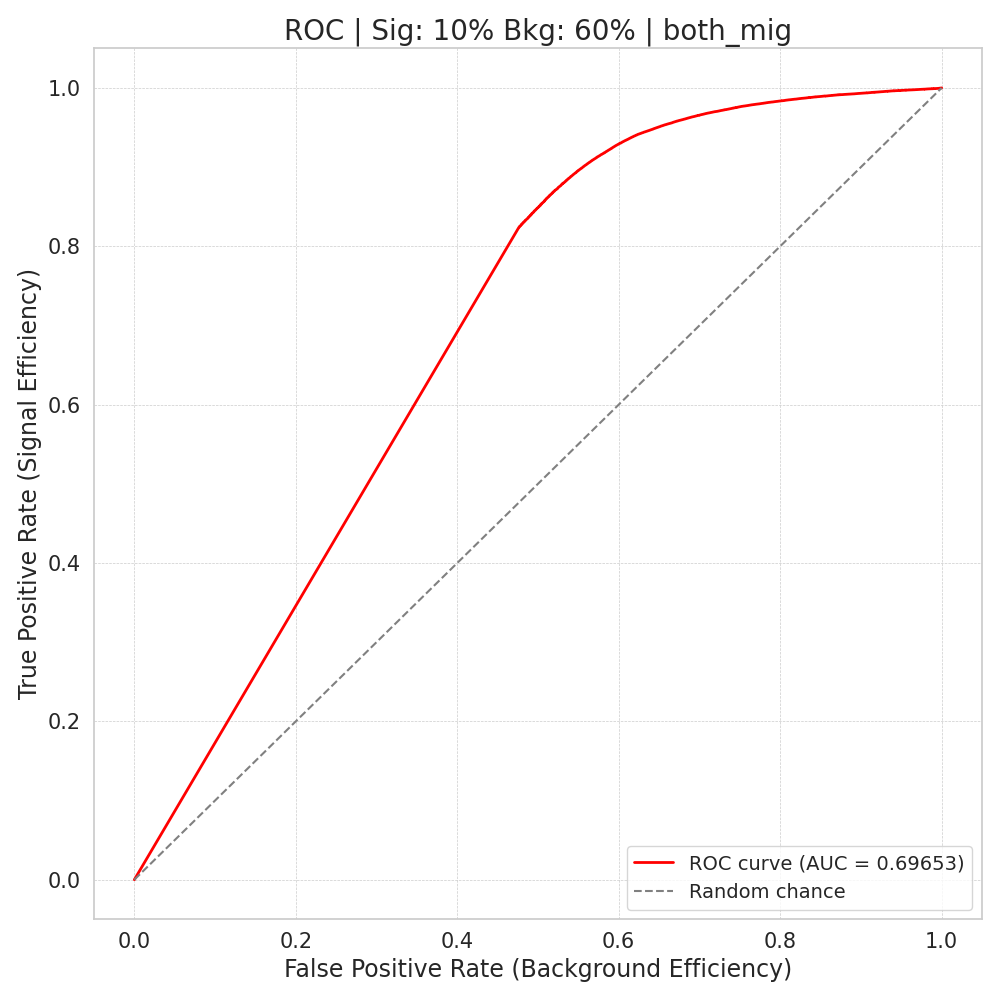 ROC | Sig: 10% Bkg: 60% | both_mig
True Positive Rate (Signal Efficiency)
1.0
0.8
0.6
0.4
0.2
0.0
ROC curve (AUC = 0.69653)
Random chance
0.0 0.2 0.4 0.6 0.8 1.0
False Positive Rate (Background Efficiency)